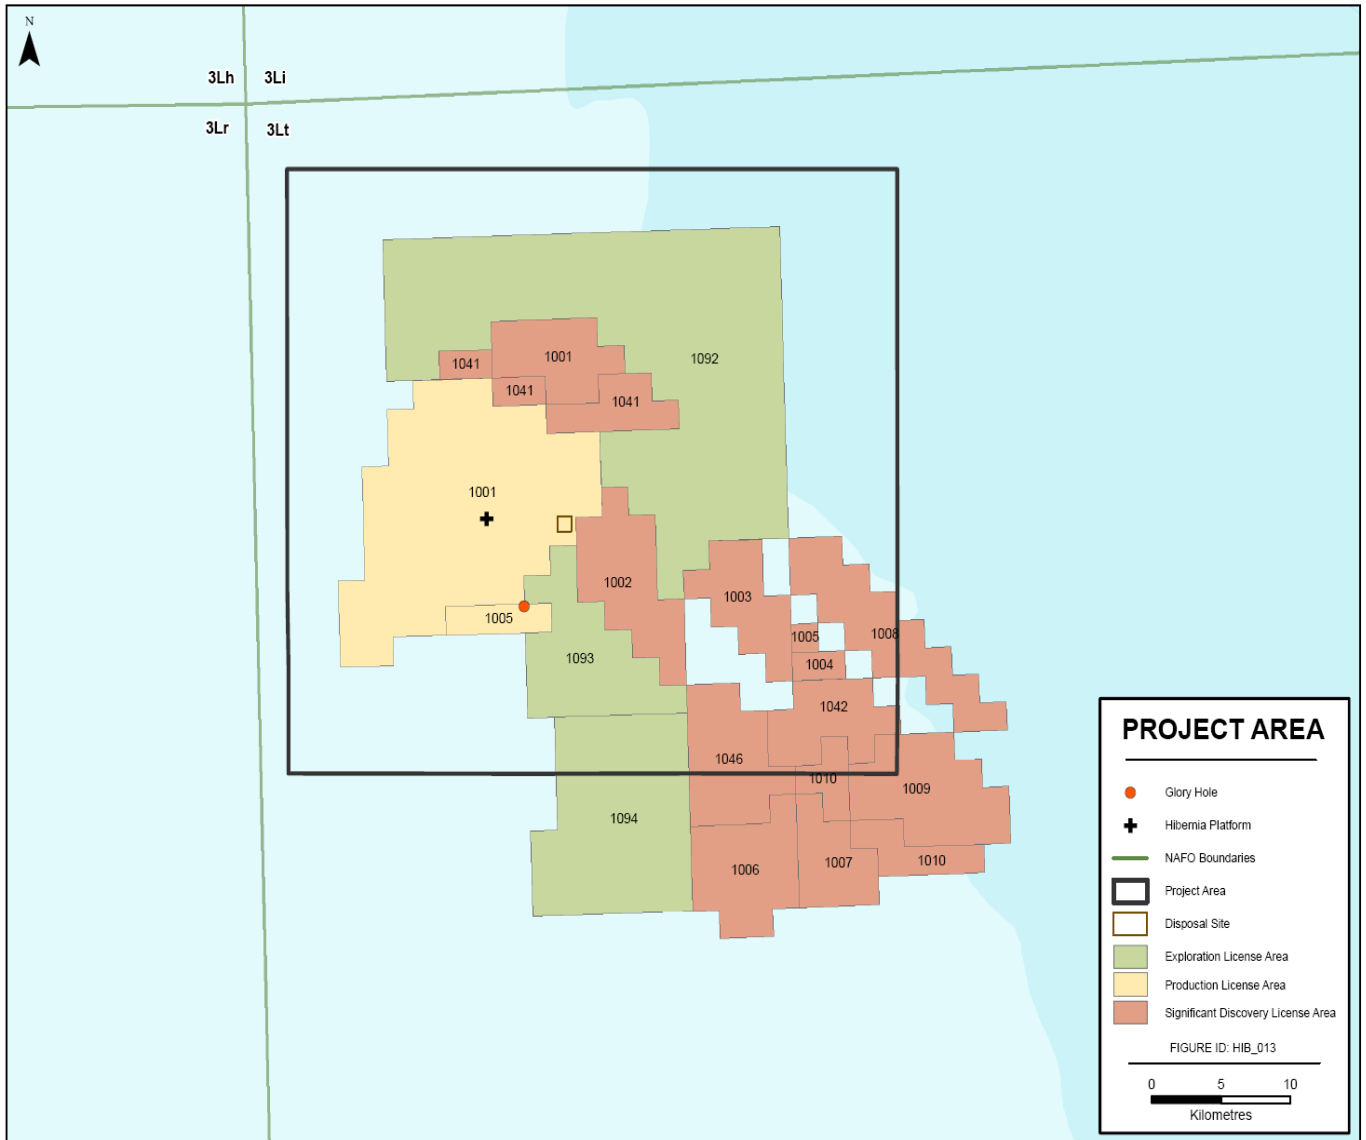 N
3Lh 3Li
3Lr 3Lt
1092
1001
1041
1041
1041
1001
1002
1003
1005
1008
1005
1004
1093
1042
1046
1010
1009
1094
1006
1007
1010
PROJECT AREA
Glory Hole
Hibernia Platform
NAFO Boundaries
Project Area
Disposal Site
Exploration License Area
Production License Area
Significant Discovery License Area
FIGURE ID: HIB_013
0 5 10
Kilometres